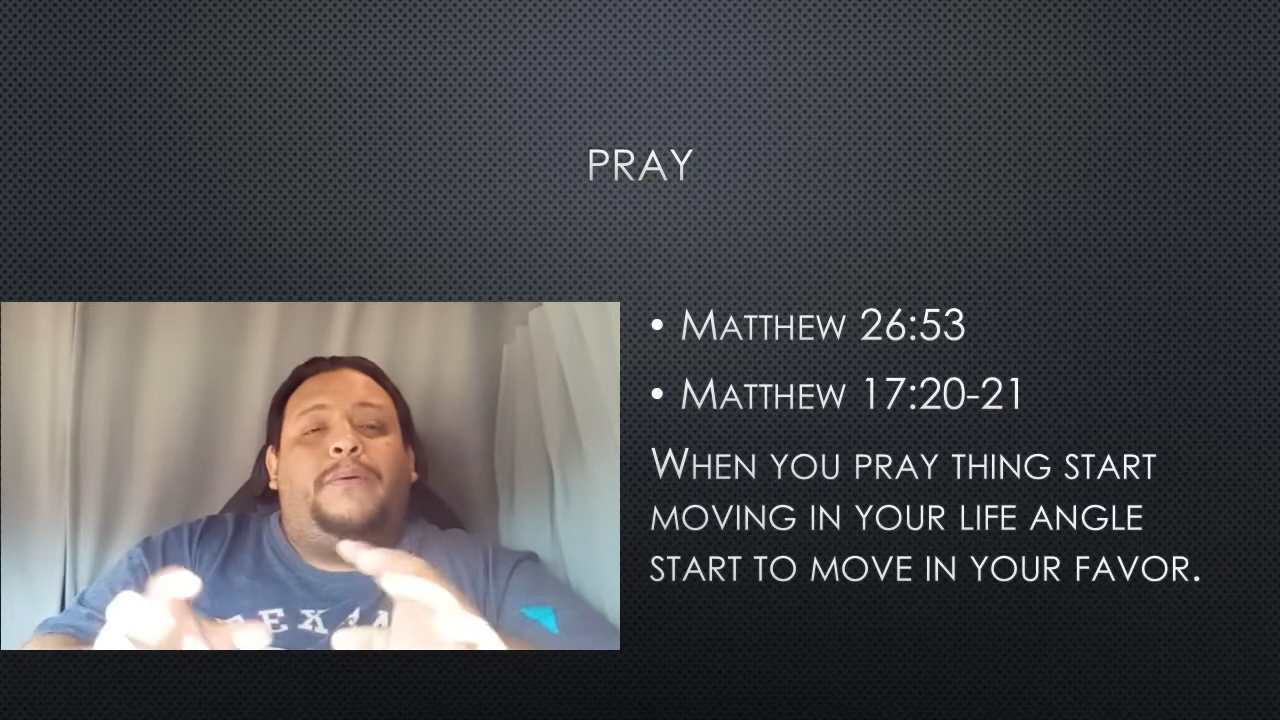 PRAY
• MATTHEW 26:53
• MATTHEW 17:20-21
WHEN YOU PRAY THING START
MOVING IN YOUR LIFE ANGLE
START TO MOVE IN YOUR FAVOR.